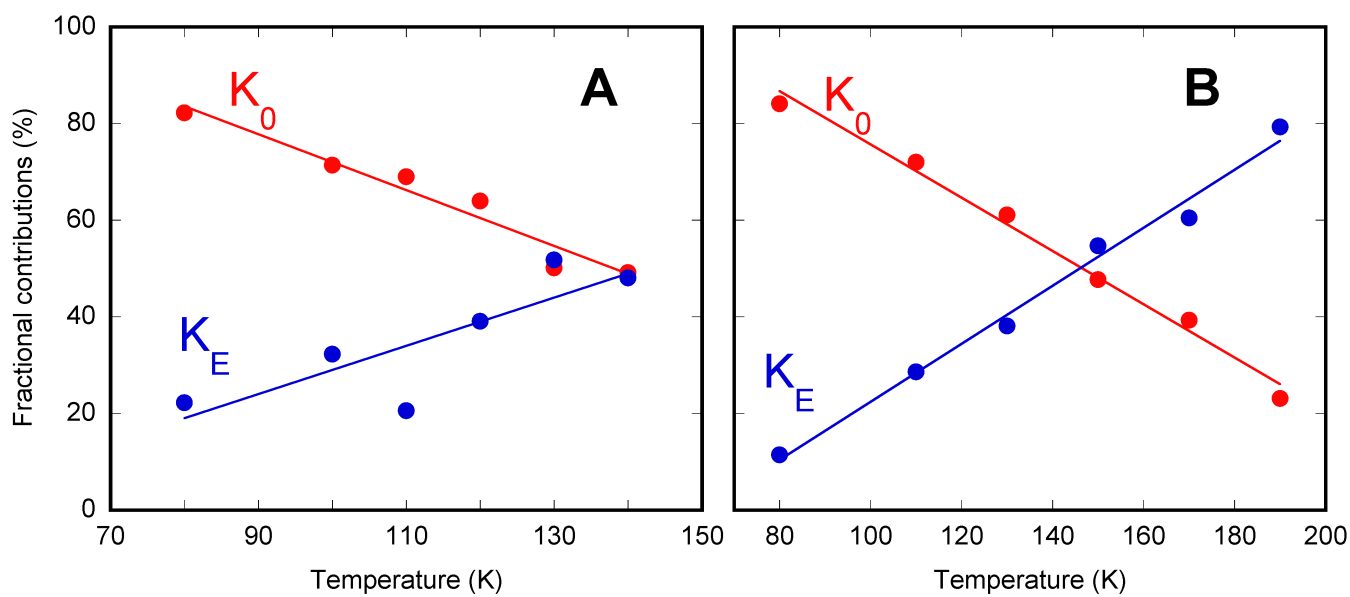 100
80
60
40
20
0
Fractional contributions (%)
A
K0
KE
70 90 110 130 150
Temperature (K)
B
K0
KE
80 100 120 140 160 180 200
Temperature (K)